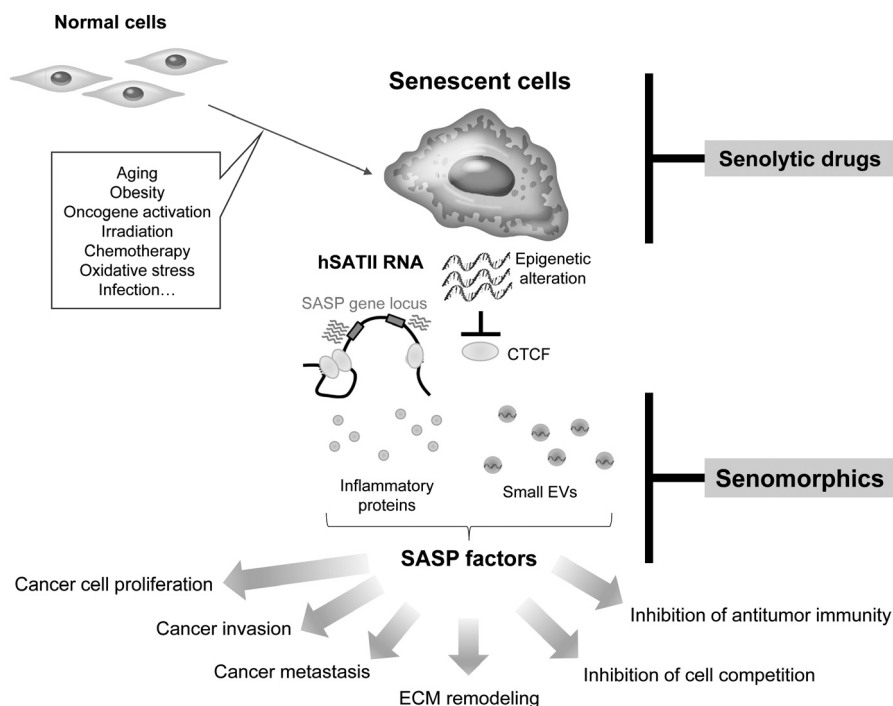 Normal cells
Senescent cells
Senolytic drugs
Aging
Obesity
Oncogene activation
Irradiation
Chemotherapy
Oxidative stress
Infection…
hSATII RNA
Epigenetic
alteration
SASP gene locus
CTCF
Inflammatory
proteins
Small EVs
Senomorphics
SASP factors
Cancer cell proliferation
Cancer invasion
Cancer metastasis
ECM remodeling
Inhibition of cell competition
Inhibition of antitumor immunity